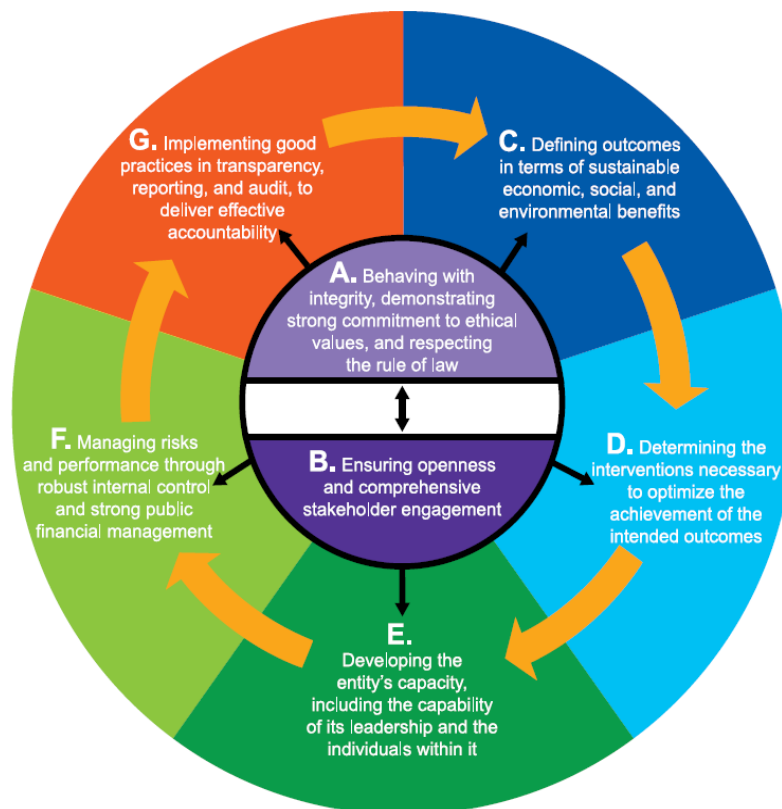 G. Implementing good
practices in transparency,
reporting, and audit, to
deliver effective
accountability
C. Defining outcomes
in terms of sustainable
economic, social, and
environmental benefits
A. Behaving with
integrity, demonstrating
strong commitment to ethical
values, and respecting
the rule of law
F. Managing risks
and performance through
robust internal control
and strong public
financial management
B. Ensuring openness
and comprehensive
stakeholder engagement
D. Determining the
interventions necessary
to optimize the
achievement of the
intended outcomes
E.
Developing the
entity's capacity,
including the capability
of its leadership and the
individuals within it